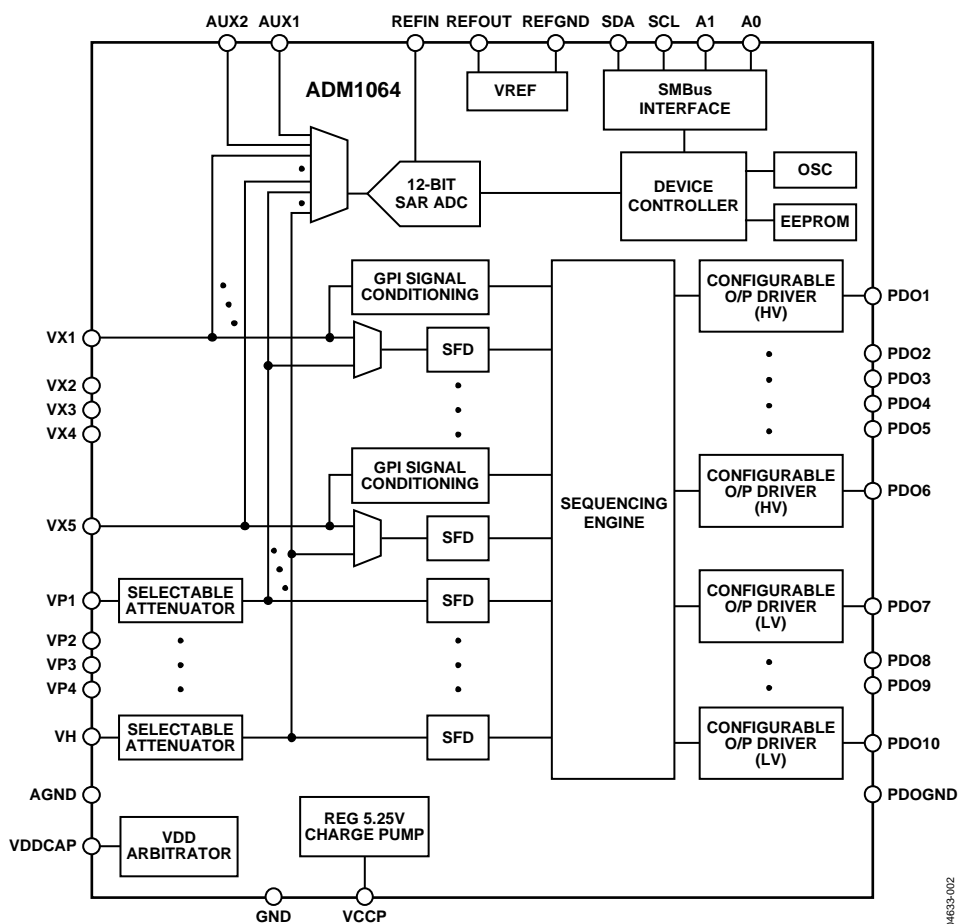 AUX2 AUX1 REFIN REFOUT REFGND SDA SCL A1 A0
ADM1064
VREF
SMBus
INTERFACE
12-BIT
SAR ADC
DEVICE
CONTROLLER
OSC
EEPROM
GPI SIGNAL
CONDITIONING
CONFIGURABLE
O/P DRIVER
(HV)
PDO1
VX1
SFD
PDO2
VX2
PDO3
VX3
PDO4
VX4
PDO5
GPI SIGNAL
CONDITIONING
CONFIGURABLE
O/P DRIVER
(HV)
PDO6
SEQUENCING
ENGINE
VX5
SFD
VP1
SELECTABLE
ATTENUATOR
SFD
CONFIGURABLE
O/P DRIVER
(LV)
PDO7
VP2
VP3
VP4
PDO8
PDO9
VH
SELECTABLE
ATTENUATOR
SFD
CONFIGURABLE
O/P DRIVER
(LV)
PDO10
AGND
PDOGND
REG 5.25V
CHARGE PUMP
VDDCAP
VDD
ARBITRATOR
GND
VCCP
04633-002